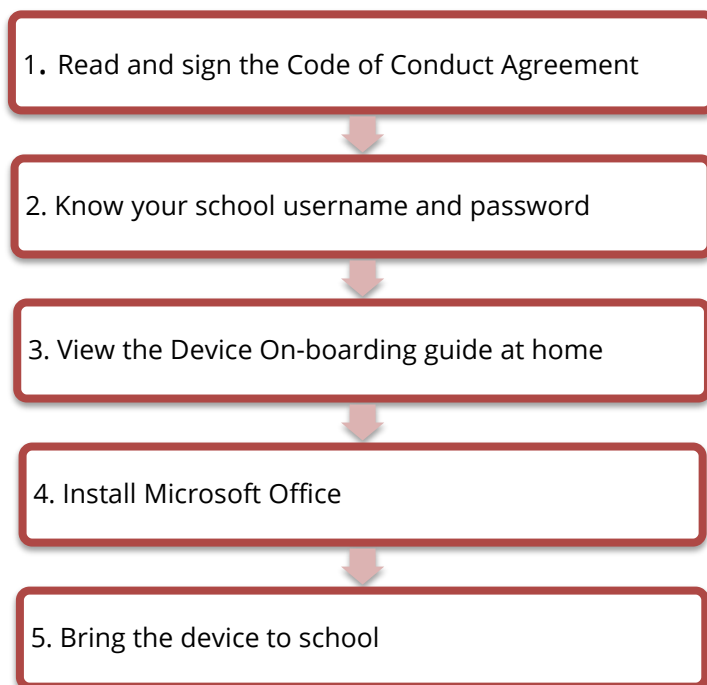 1. Read and sign the Code of Conduct Agreement
2. Know your school username and password
3. View the Device On-boarding guide at home
4. Install Microsoft Office
5. Bring the device to school